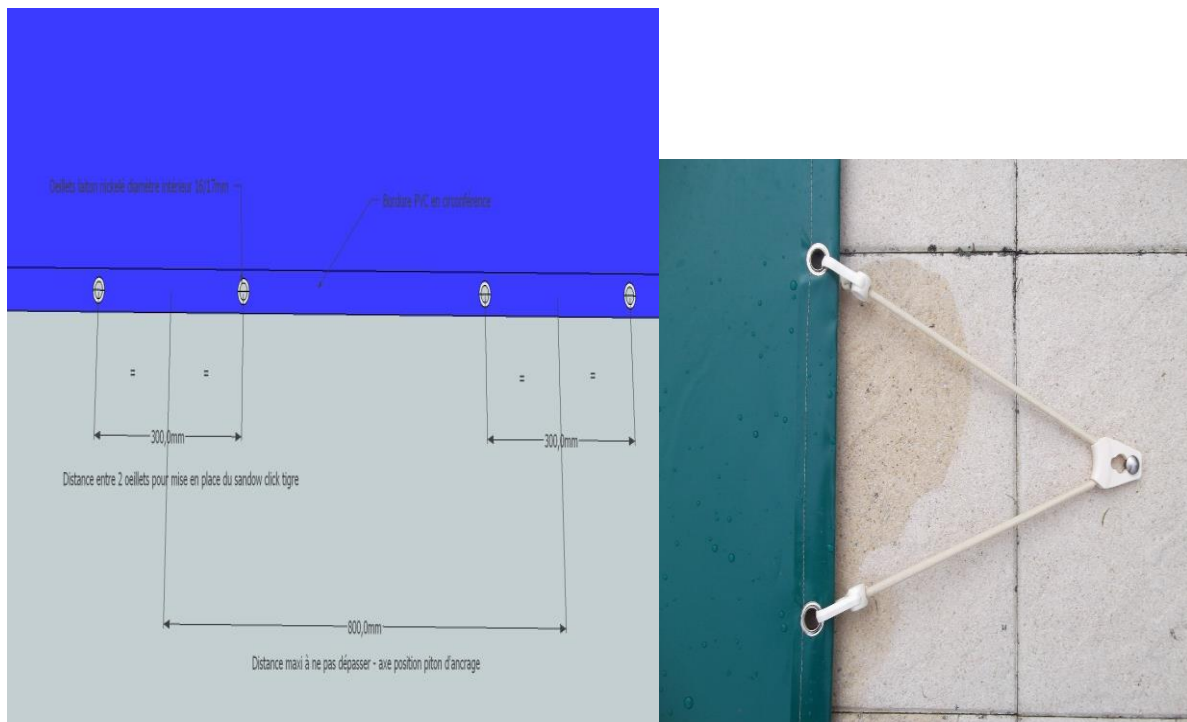 Oeillets laiton nickelé diamètre intérieur 16/17mm
Bordure PVC en circonférence
= = = =
300,0mm 300,0mm
Distance entre 2 oeillets pour mise en place du sandow click tigre
800,0mm
Distance maxi à ne pas dépasser - axe position piton d'ancrage